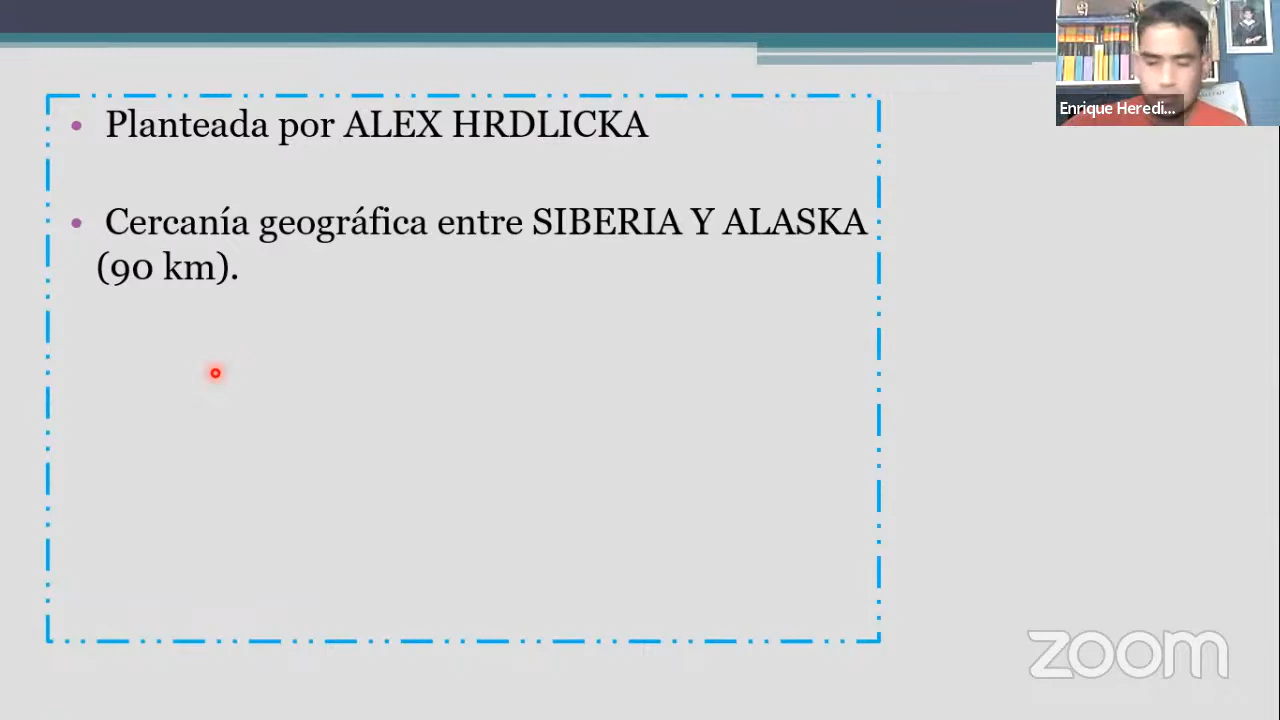 • Planteada por ALEX HRDLICKA
• Cercanía geográfica entre SIBERIA Y ALASKA
(90 km).
Enrique Heredi...
zoom